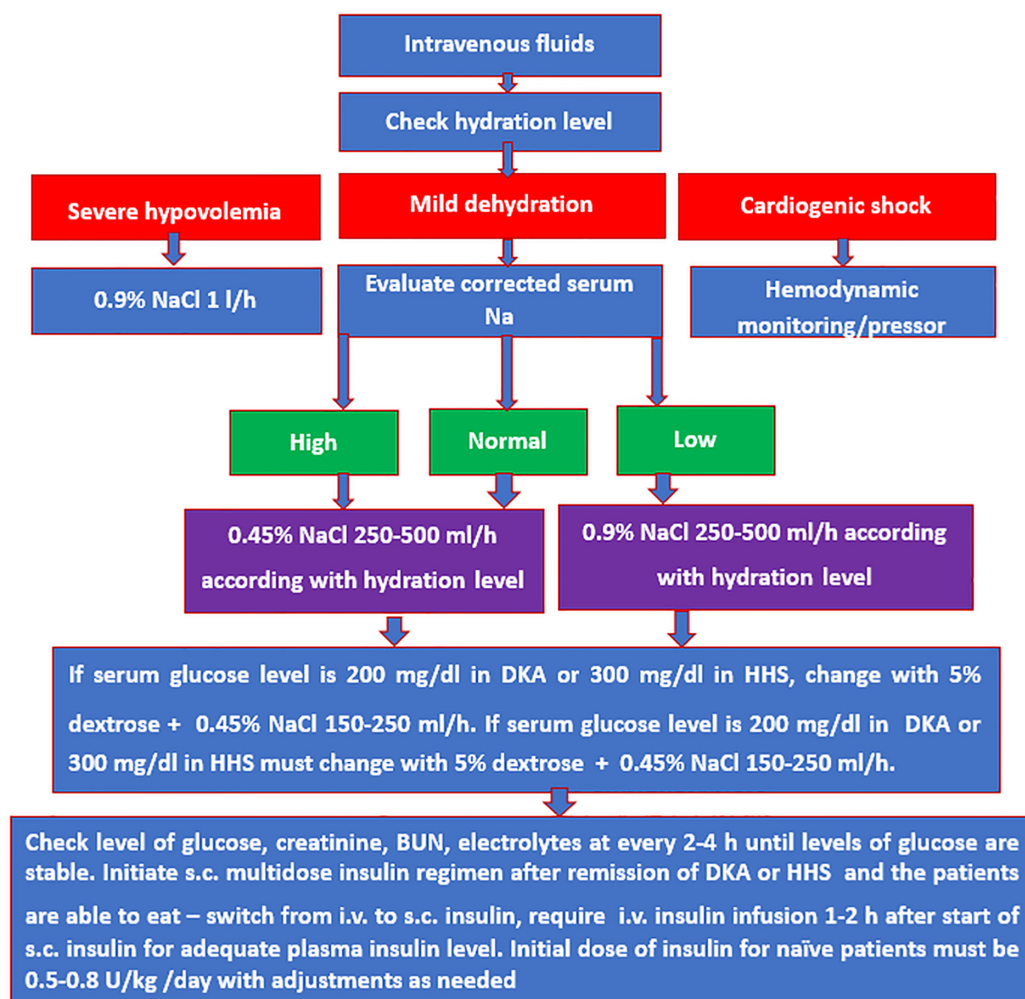 Intravenous fluids
Check hydration level
Severe hypovolemia
Mild dehydration
Cardiogenic shock
0.9% NaCl 1 l/h
Evaluate corrected serum
Na
Hemodynamic
monitoring/pressor
High
Normal
Low
0.45% NaCl 250-500 ml/h
according with hydration level
0.9% NaCl 250-500 ml/h according
with hydration level
If serum glucose level is 200 mg/dl in DKA or 300 mg/dl in HHS, change with 5%
dextrose + 0.45% NaCl 150-250 ml/h. If serum glucose level is 200 mg/dl in DKA or
300 mg/dl in HHS must change with 5% dextrose + 0.45% NaCl 150-250 ml/h.
Check level of glucose, creatinine, BUN, electrolytes at every 2-4 h until levels of glucose are
stable. Initiate s.c. multidose insulin regimen after remission of DKA or HHS and the patients
are able to eat – switch from i.v. to s.c. insulin, require i.v. insulin infusion 1-2 h after start of
s.c. insulin for adequate plasma insulin level. Initial dose of insulin for naïve patients must be
0.5-0.8 U/kg /day with adjustments as needed